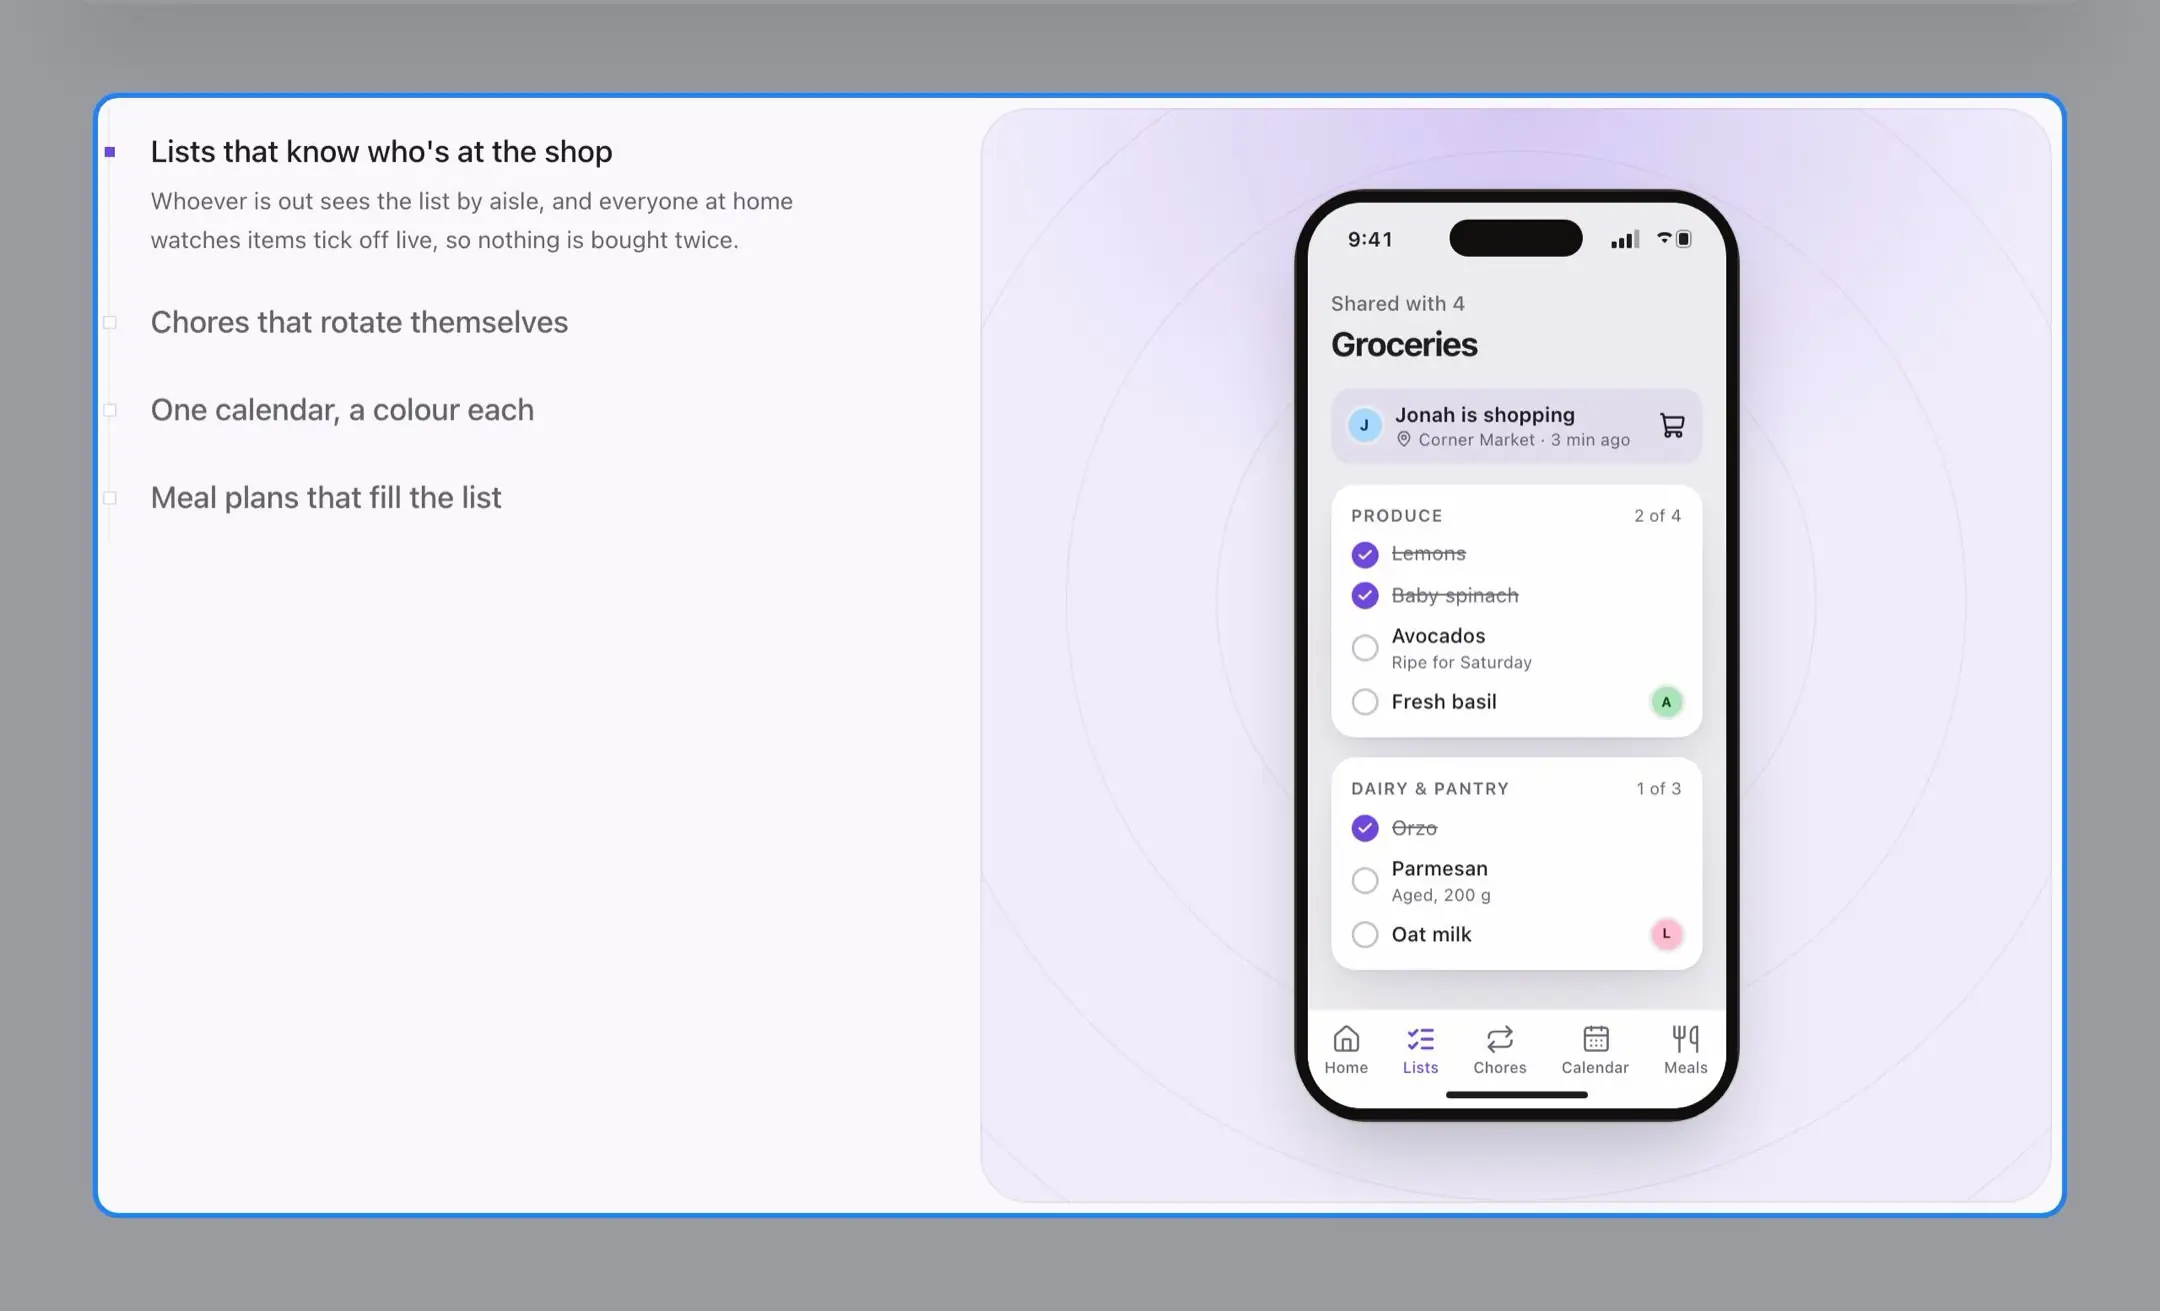 Lists that know who's at the shop
Whoever is out sees the list by aisle, and everyone at home
watches items tick off live, so nothing is bought twice.
Chores that rotate themselves
One calendar, a colour each
Meal plans that fill the list
9:41
Shared with 4
Groceries
J
Jonah is shopping
Corner Market · 3 min ago
PRODUCE 2 of 4
Lemons
Baby spinach
Avocados
Ripe for Saturday
Fresh basil A
DAIRY & PANTRY 1 of 3
Orzo
Parmesan
Aged, 200 g
Oat milk L
Home Lists Chores Calendar Meals